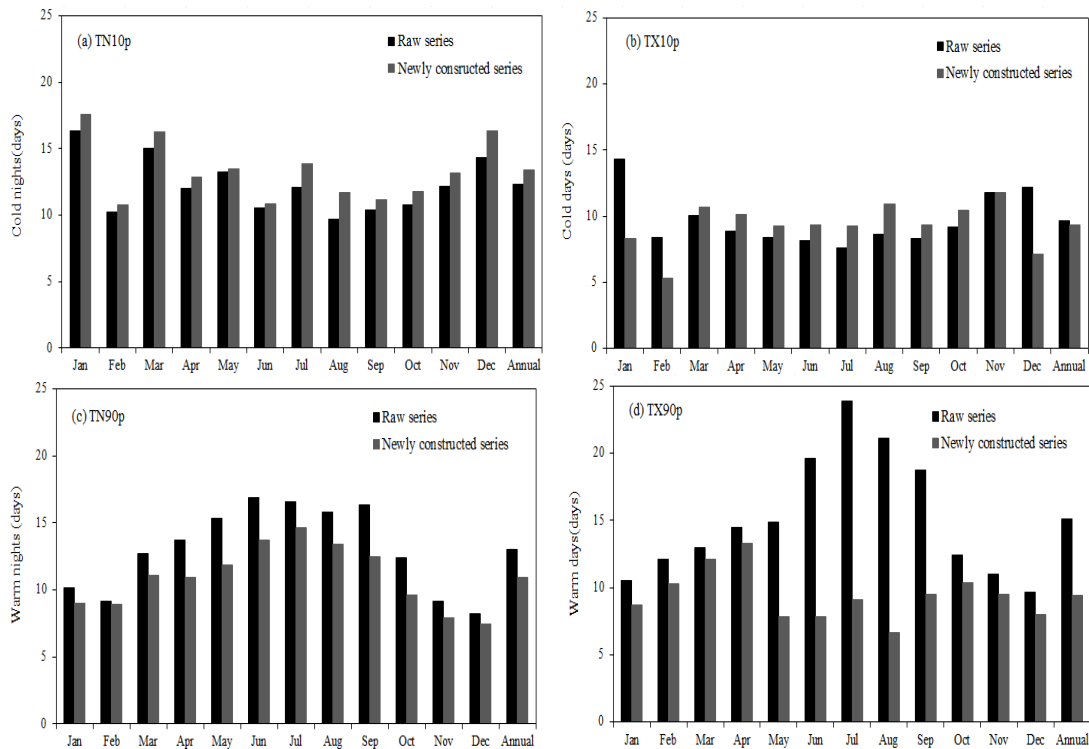 (a) TN10p
Raw series
Newly consructed series
Cold nights(days)
25
20
15
10
5
0
Jan Feb Mar Apr May Jun Jul Aug Sep Oct Nov Dec Annual
(b) TX10p
Raw series
Newly constructed series
Cold days (days)
25
20
15
10
5
0
Jan Feb Mar Apr May Jun Jul Aug Sep Oct Nov Dec Annual
(c) TN90p
Raw series
Newly constructed series
Warm nights (days)
25
20
15
10
5
0
Jan Feb Mar Apr May Jun Jul Aug Sep Oct Nov Dec Annual
(d) TX90p
Raw series
Newly constructed series
Warm days(days)
25
20
15
10
5
0
Jan Feb Mar Apr May Jun Jul Aug Sep Oct Nov Dec Annual